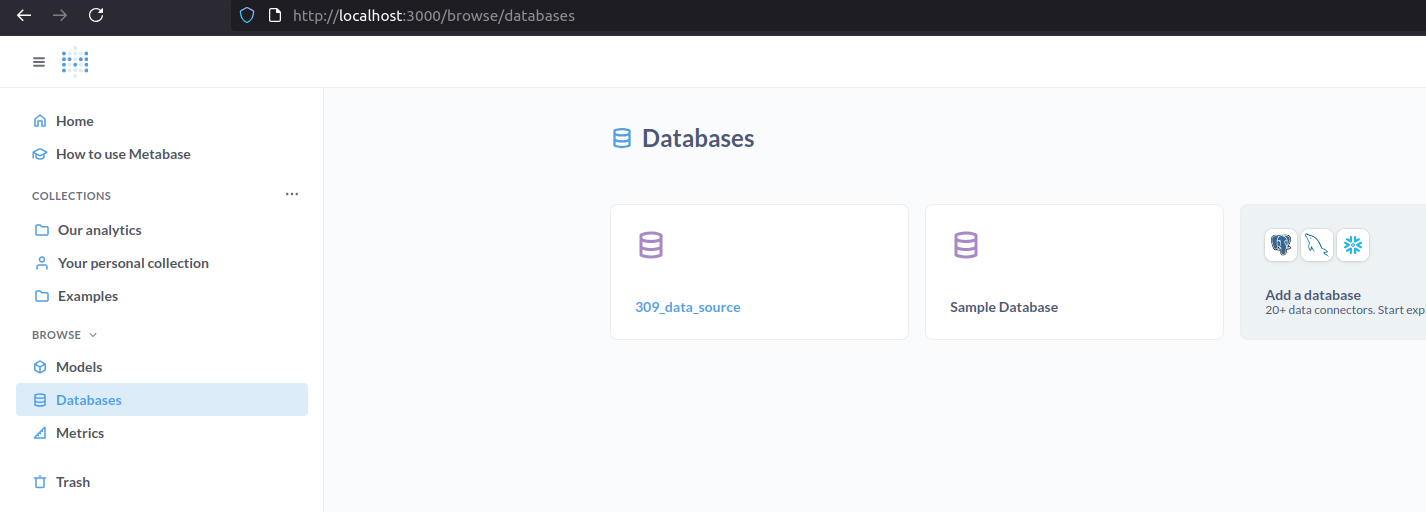 http://localhost:3000/browse/databases
Home
How to use Metabase
COLLECTIONS
Our analytics
Your personal collection
Examples
BROWSE
Models
Databases
Metrics
Trash
Databases
309_data_source
Sample Database
Add a database
20+ data connectors. Start exp